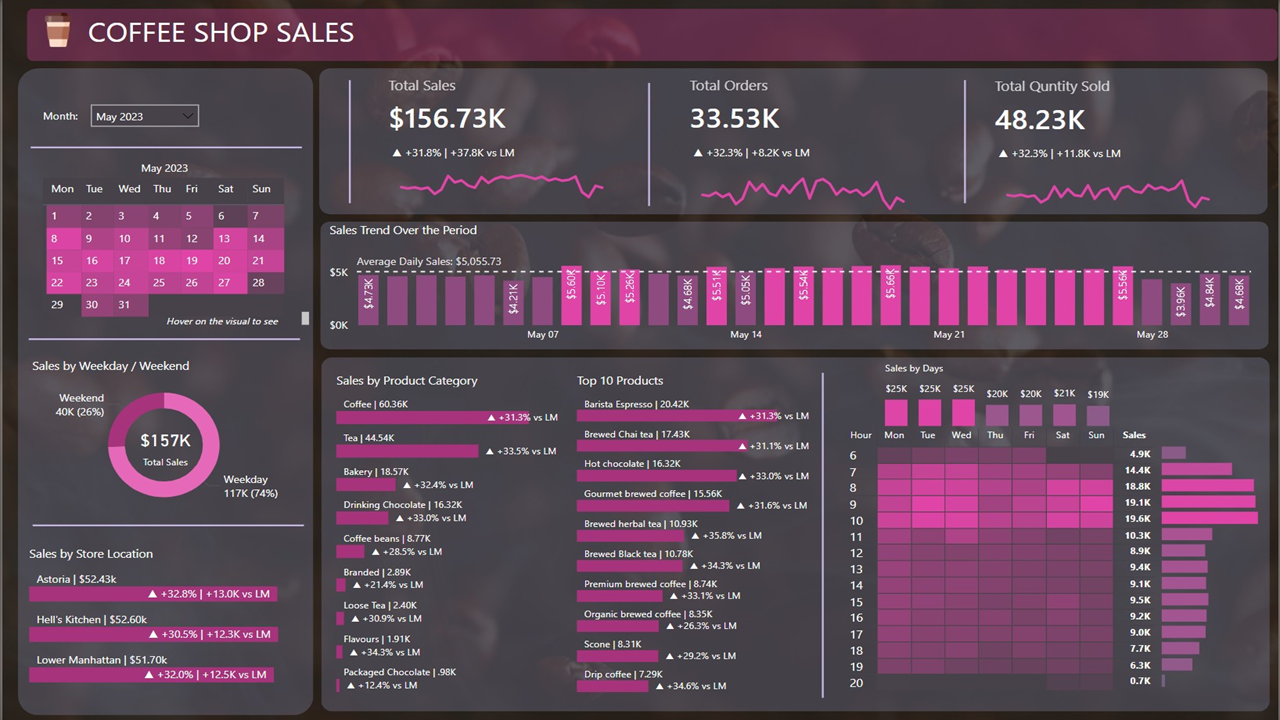 COFFEE SHOP SALES
Month:
May 2023
May 2023
Mon Tue Wed Thu Fri Sat Sun
1 2 3 4 5 6 7
8 9 10 11 12 13 14
15 16 17 18 19 20 21
22 23 24 25 26 27 28
29 30 31
Hover on the visual to see
Sales by Weekday / Weekend
Weekend
40K (26%)
$157K
Total Sales
Weekday
117K (74%)
Sales by Store Location
Astoria | $52.43k
▲ +32.8% | +13.0K vs LM
Hell's Kitchen | $52.60k
▲ +30.5% | +12.3K vs LM
Lower Manhattan | $51.70k
▲ +32.0% | +12.5K vs LM
Total Sales
$156.73K
▲ +31.8% | +37.8K vs LM
Total Orders
33.53K
▲ +32.3% | +8.2K vs LM
Total Quntity Sold
48.23K
▲ +32.3% | +11.8K vs LM
Sales Trend Over the Period
Average Daily Sales: $5,055.73
$5K
$0K
$4.73K $4.21K $5.60K $5.10K $5.26K $4.68K $5.51K $5.05K $5.54K $5.66K $5.56K $3.96K $4.84K $4.68K
May 07 May 14 May 21 May 28
Sales by Product Category
Coffee | 60.36K
▲ +31.3% vs LM
Tea | 44.54K
▲ +33.5% vs LM
Bakery | 18.57K
▲ +32.4% vs LM
Drinking Chocolate | 16.32K
▲ +33.0% vs LM
Coffee beans | 8.77K
▲ +28.5% vs LM
Branded | 2.89K
▲ +21.4% vs LM
Loose Tea | 2.40K
▲ +30.9% vs LM
Flavours | 1.91K
▲ +34.3% vs LM
Packaged Chocolate | .98K
▲ +12.4% vs LM
Top 10 Products
Barista Espresso | 20.42K
▲ +31.3% vs LM
Brewed Chai tea | 17.43K
▲ +31.1% vs LM
Hot chocolate | 16.32K
▲ +33.0% vs LM
Gourmet brewed coffee | 15.56K
▲ +31.6% vs LM
Brewed herbal tea | 10.93K
▲ +35.8% vs LM
Brewed Black tea | 10.78K
▲ +34.3% vs LM
Premium brewed coffee | 8.74K
▲ +33.1% vs LM
Organic brewed coffee | 8.35K
▲ +26.3% vs LM
Scone | 8.31K
▲ +29.2% vs LM
Drip coffee | 7.29K
▲ +34.6% vs LM
Sales by Days
$25K $25K $25K $20K $20K $21K $19K
Hour Mon Tue Wed Thu Fri Sat Sun Sales
6 4.9K
7 14.4K
8 18.8K
9 19.1K
10 19.6K
11 10.3K
12 8.9K
13 9.4K
14 9.1K
15 9.5K
16 9.2K
17 9.0K
18 7.7K
19 6.3K
20 0.7K